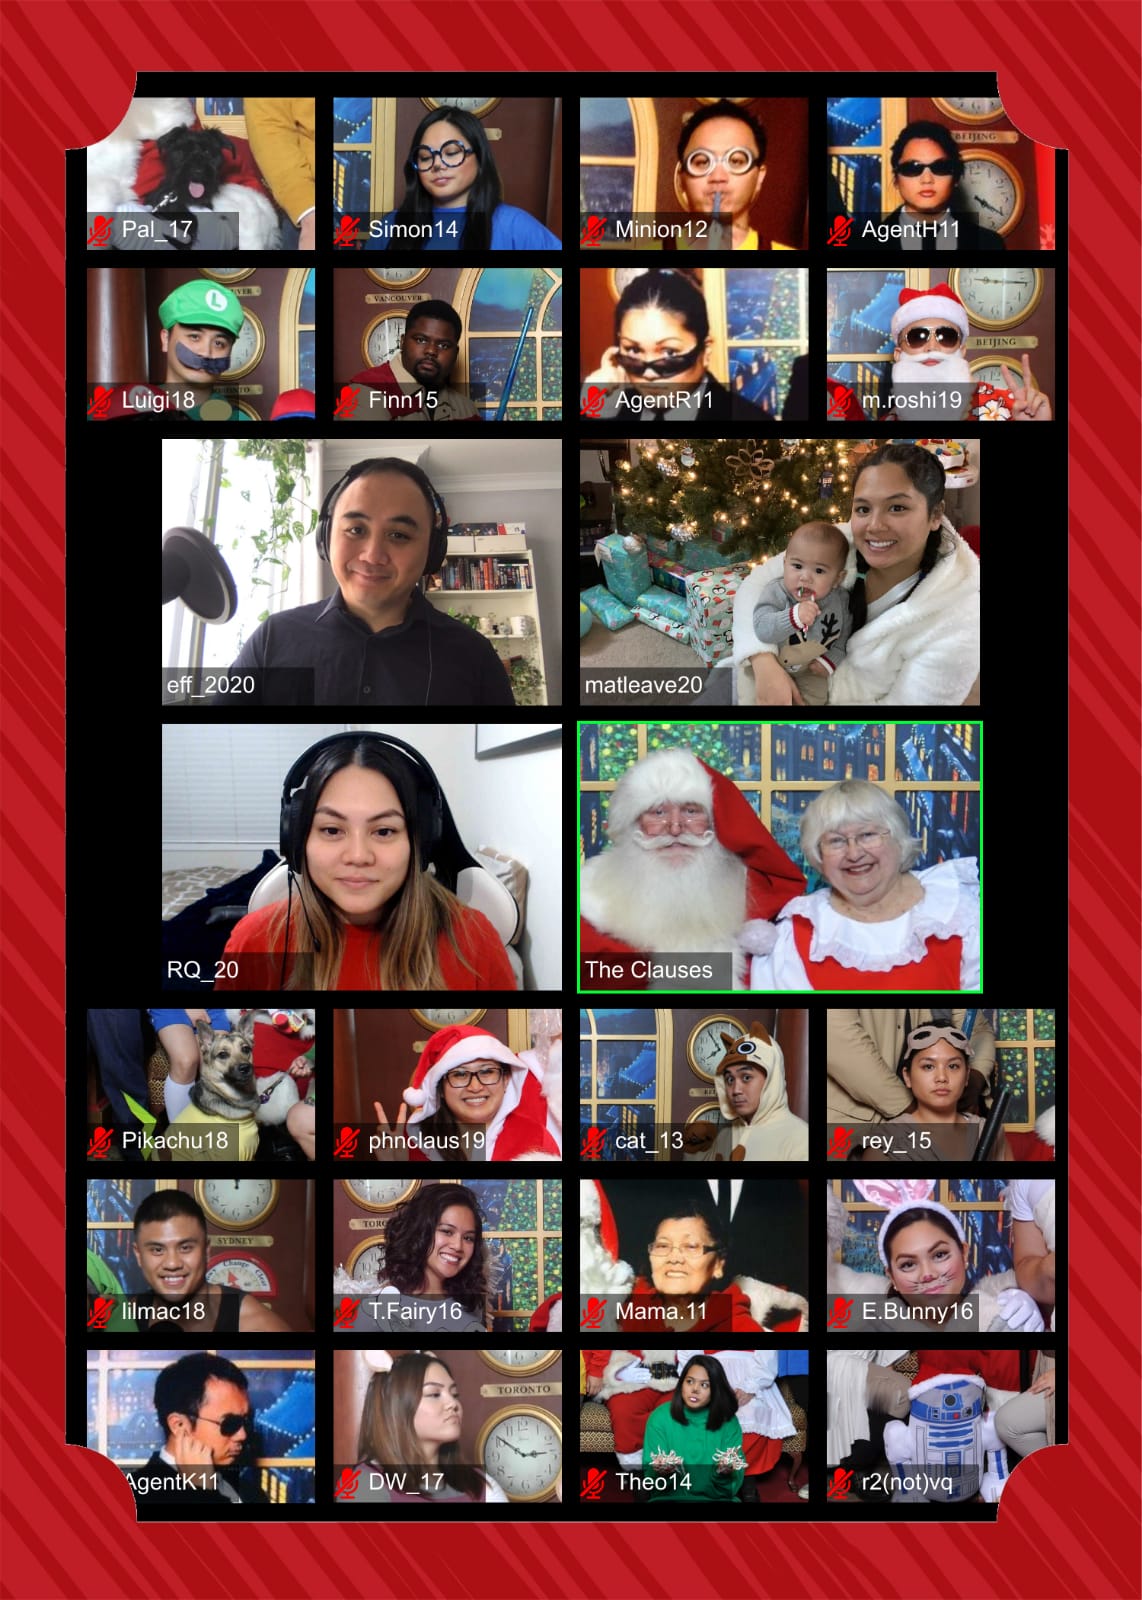 Pal_17
Simon14
Minion12
BEIJING
AgentH11
L
Luigi18
VANCOUVER
Finn15
AgentR11
BEIJING
m.roshi19
eff_2020
matleave20
RQ_20
The Clauses
Pikachu18
phnclaus19
cat_13
rey_15
SYDNEY
Change
lilmac18
T.Fairy16
Mama.11
E.Bunny16
AgentK11
TORONTO
DW_17
Theo14
r2(not)vq